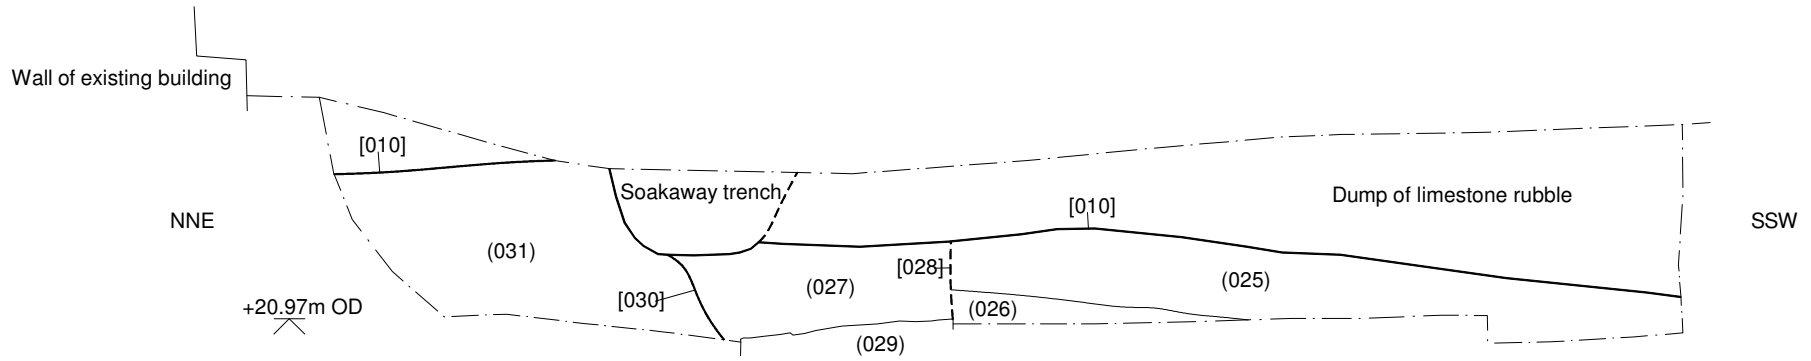 Wall of existing building
[010]
Soakaway trench
Dump of limestone rubble
[010]
NNE
SSW
(031)
[028]
(025)
(027)
[030]
+20.97m OD
(026)
(029)